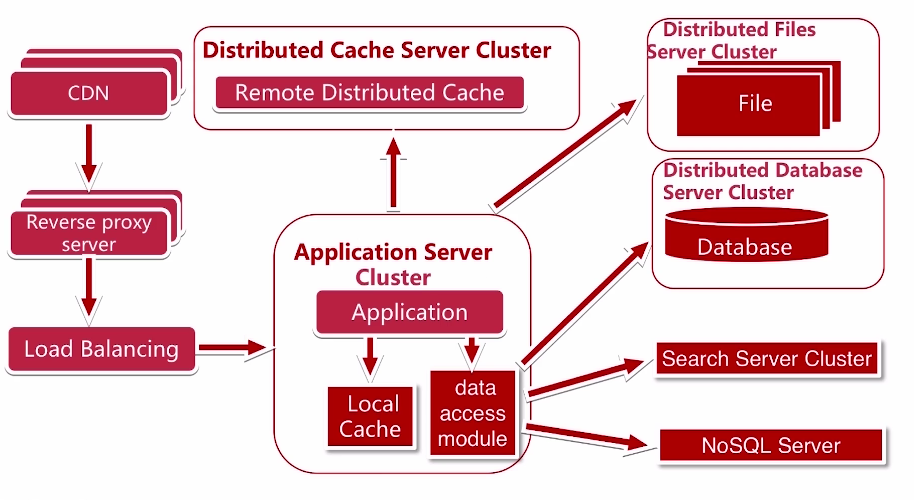 CDN
Reverse proxy
server
Load Balancing
Distributed Cache Server Cluster
Remote Distributed Cache
Application Server
Cluster
Application
Local
Cache
data
access
module
Distributed Files
Server Cluster
File
Distributed Database
Server Cluster
Database
Search Server Cluster
NoSQL Server